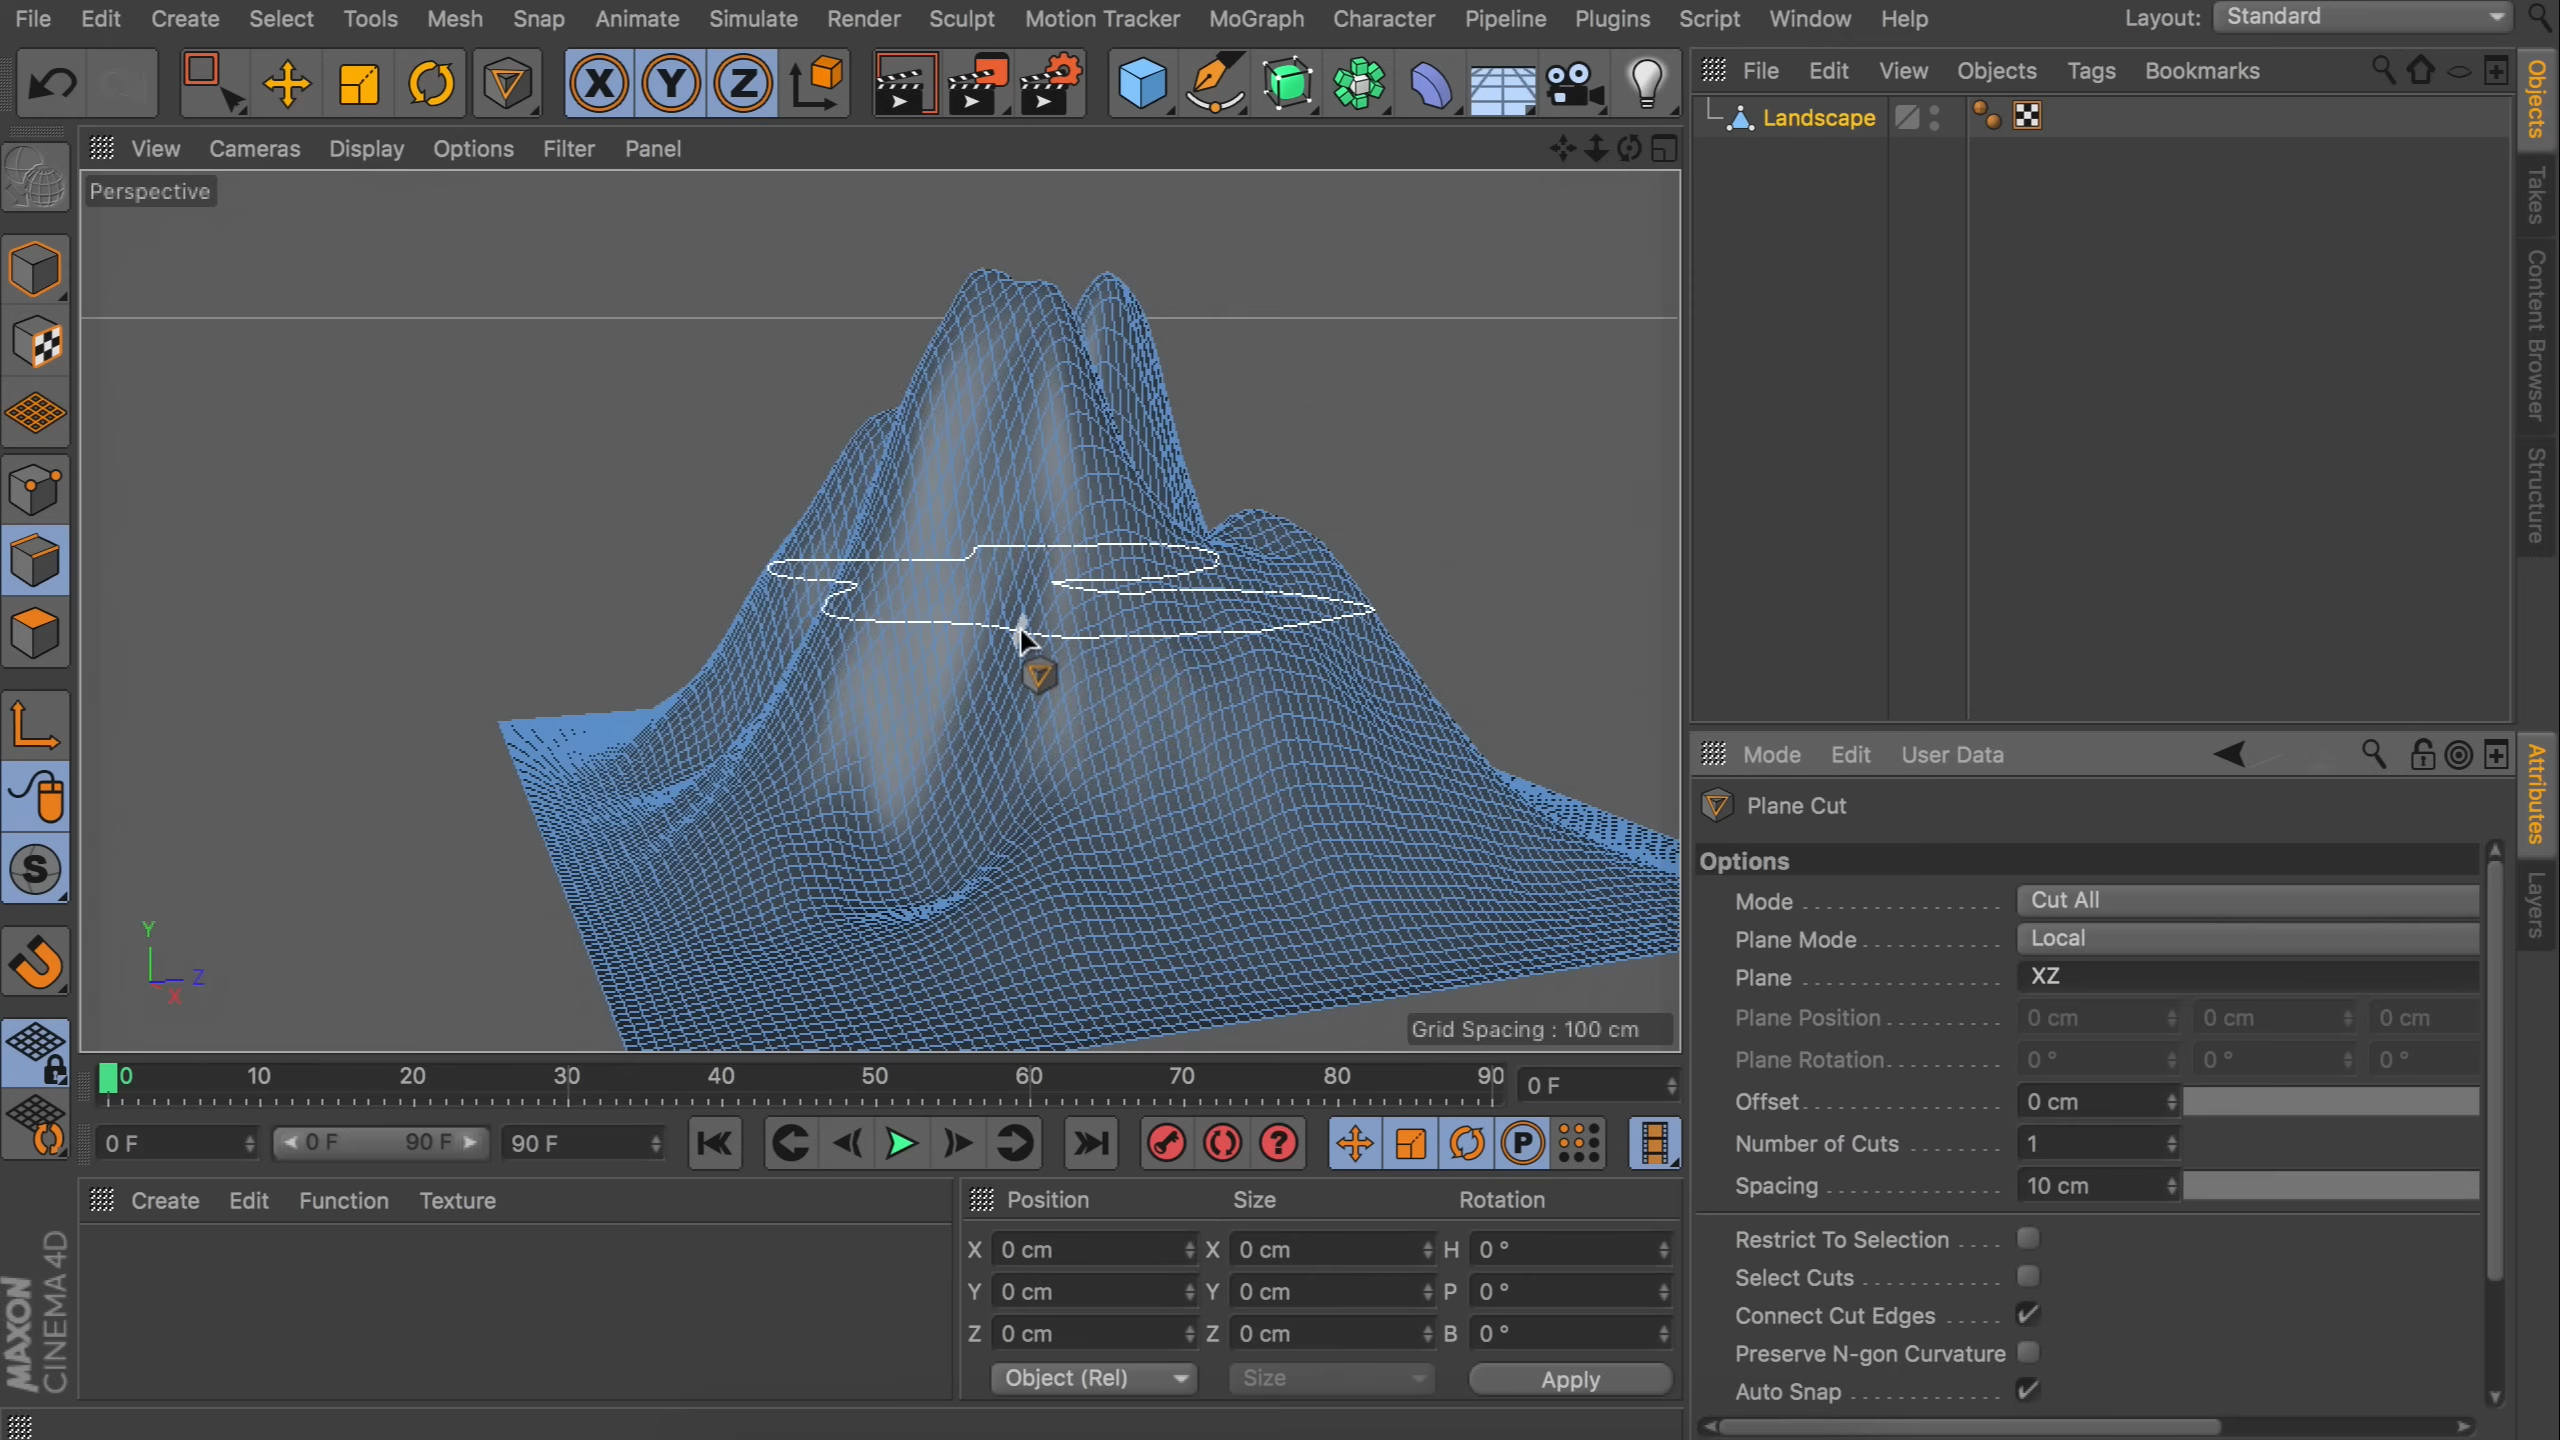 File Edit Create Select Tools Mesh Snap Animate Simulate Render Sculpt Motion Tracker MoGraph Character Pipeline Plugins Script Window Help Layout: Standard
X Y Z
File Edit View Objects Tags Bookmarks
Landscape
Objects
Takes
Content Browser
Structure
View Cameras Display Options Filter Panel
Perspective
S
Y
Z
X
Grid Spacing : 100 cm
0 10 20 30 40 50 60 70 80 90 0 F
0 F 0 F 90 F 90 F
? P
Create Edit Function Texture
Position Size Rotation
X 0 cm X 0 cm H 0 °
Y 0 cm Y 0 cm P 0 °
Z 0 cm Z 0 cm B 0 °
Object (Rel) Size Apply
MAXON
CINEMA 4D
Mode Edit User Data
Attributes
Layers
Plane Cut
Options
Mode Cut All
Plane Mode Local
Plane XZ
Plane Position 0 cm 0 cm 0 cm
Plane Rotation 0 ° 0 ° 0 °
Offset 0 cm
Number of Cuts 1
Spacing 10 cm
Restrict To Selection
Select Cuts
Connect Cut Edges
Preserve N-gon Curvature
Auto Snap